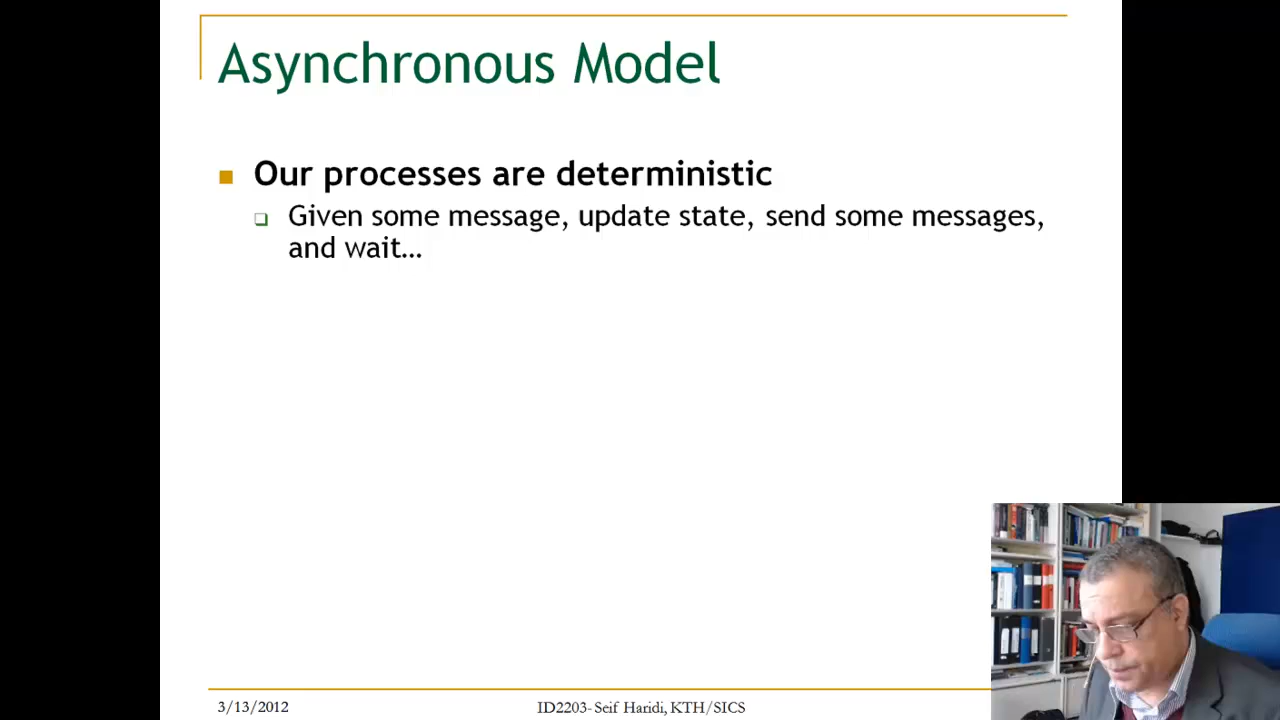 Asynchronous Model
Our processes are deterministic
Given some message, update state, send some messages,
and wait…
3/13/2012
ID2203- Seif Haridi, KTH/SICS